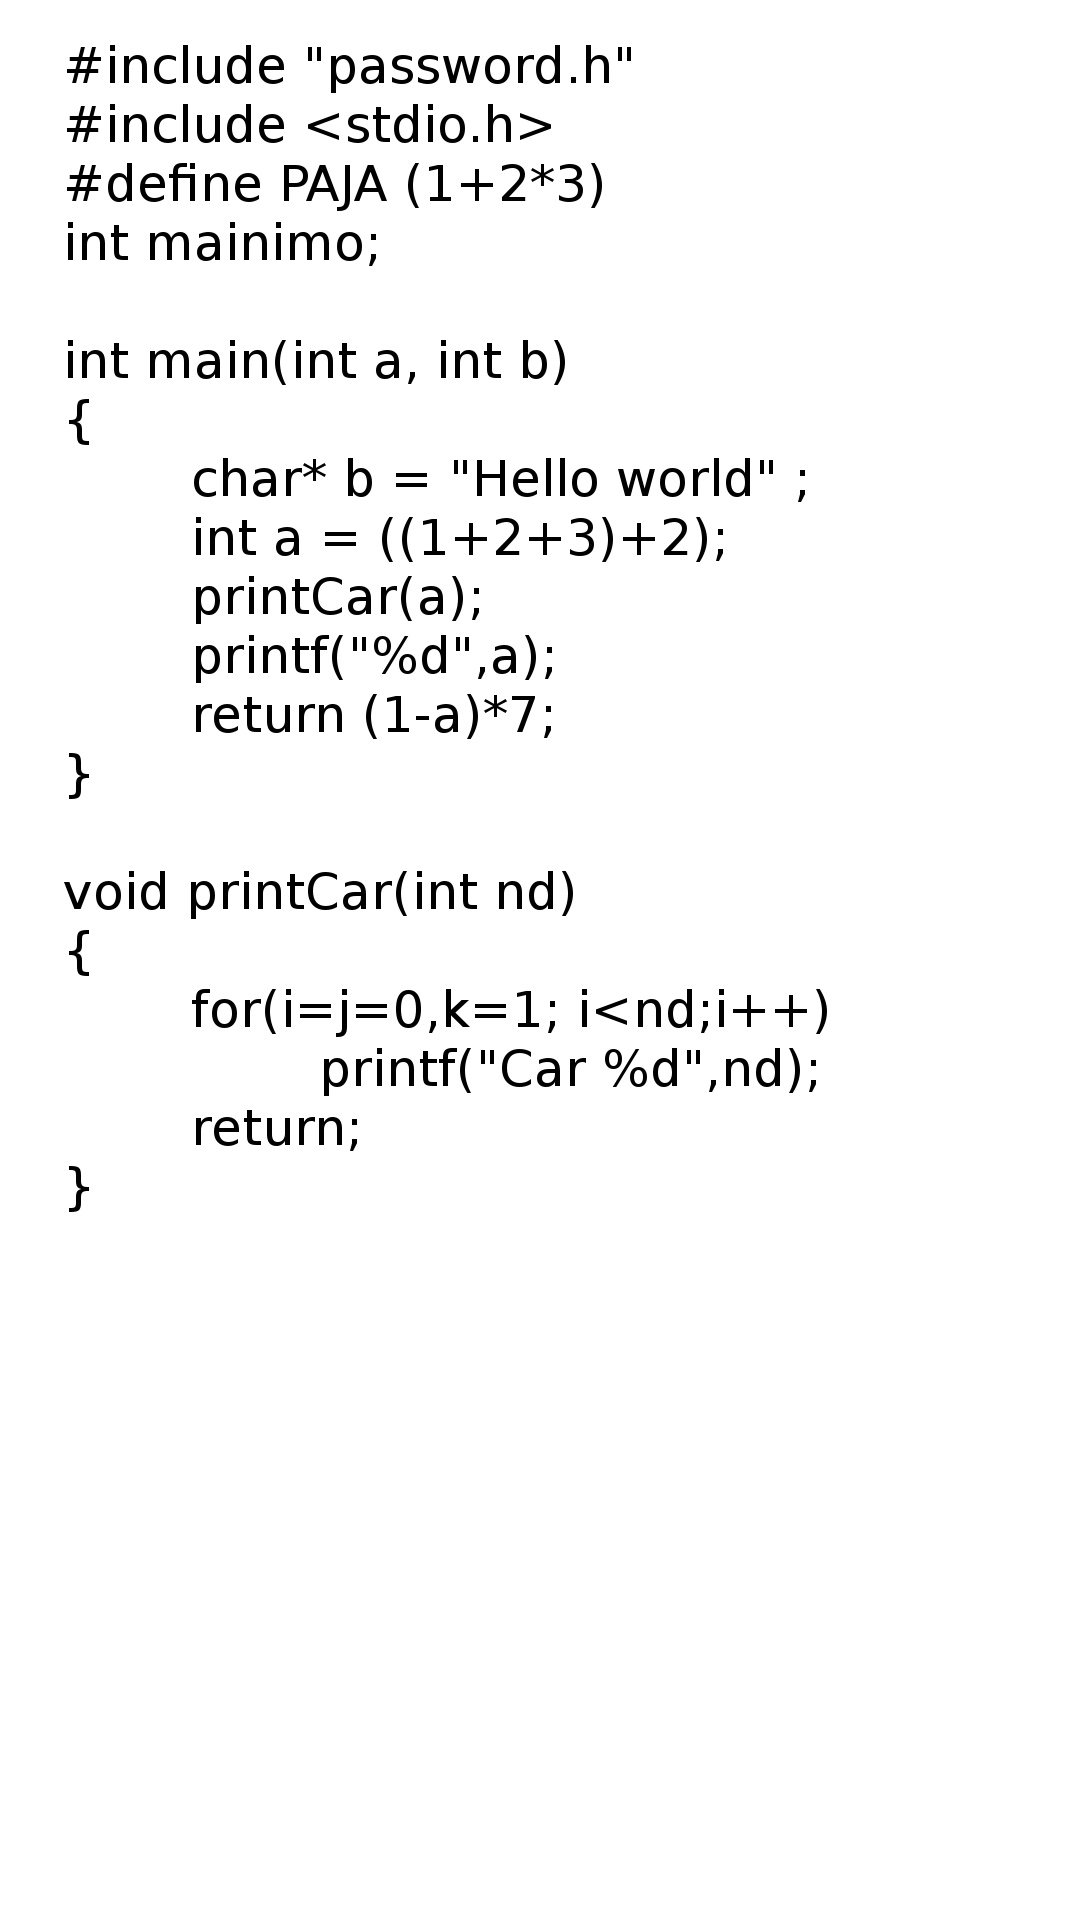 #include "password.h"
#include <stdio.h>
#define PAJA (1+2*3)
int mainimo;

int main(int a, int b)
{
	char* b = "Hello world" ;
	int a = ((1+2+3)+2);
	printCar(a);
	printf("%d",a);
	return (1-a)*7;
}

void printCar(int nd)
{
	for(i=j=0,k=1; i<nd;i++)
		printf("Car %d",nd);
	return;
}